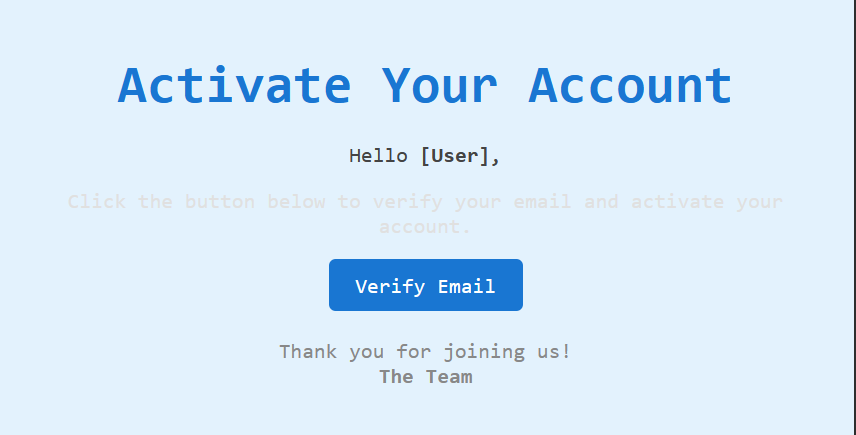 Activate Your Account
Hello [User],
Click the button below to verify your email and activate your
account.
Verify Email
Thank you for joining us!
The Team